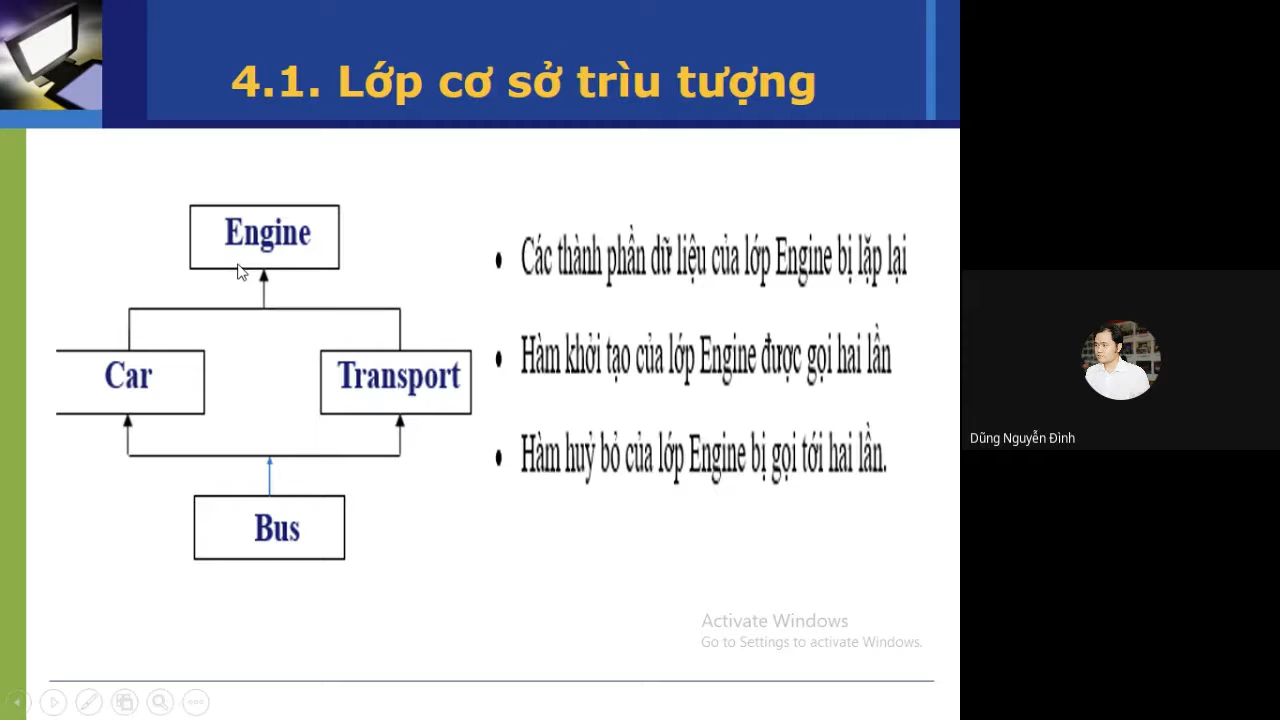 4.1. Lớp cơ sở trìu tượng
Engine
Car
Transport
Bus
• Các thành phần dữ liệu của lớp Engine bị lặp lại
• Hàm khởi tạo của lớp Engine được gọi hai lần
• Hàm huỷ bỏ của lớp Engine bị gọi tới hai lần.
Activate Windows
Go to Settings to activate Windows.
Dũng Nguyễn Đình